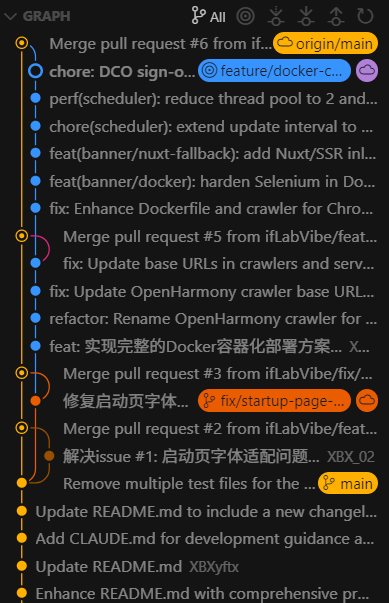 GRAPH All
Merge pull request #6 from if... origin/main
chore: DCO sign-o... feature/docker-c...
perf(scheduler): reduce thread pool to 2 and...
chore(scheduler): extend update interval to ...
feat(banner/nuxt-fallback): add Nuxt/SSR inl...
feat(banner/docker): harden Selenium in Do...
fix: Enhance Dockerfile and crawler for Chro...
Merge pull request #5 from ifLabVibe/feat...
fix: Update base URLs in crawlers and serv...
fix: Update OpenHarmony crawler base URL...
refactor: Rename OpenHarmony crawler for ...
feat: 实现完整的Docker容器化部署方案... X...
Merge pull request #3 from ifLabVibe/fix/...
修复启动页字体... fix/startup-page-...
Merge pull request #2 from ifLabVibe/feat...
解决issue #1: 启动页字体适配问题... XBX_02
Remove multiple test files for the ... main
Update README.md to include a new changel...
Add CLAUDE.md for development guidance a...
Update README.md XBXyftx
Enhance README.md with comprehensive pr...